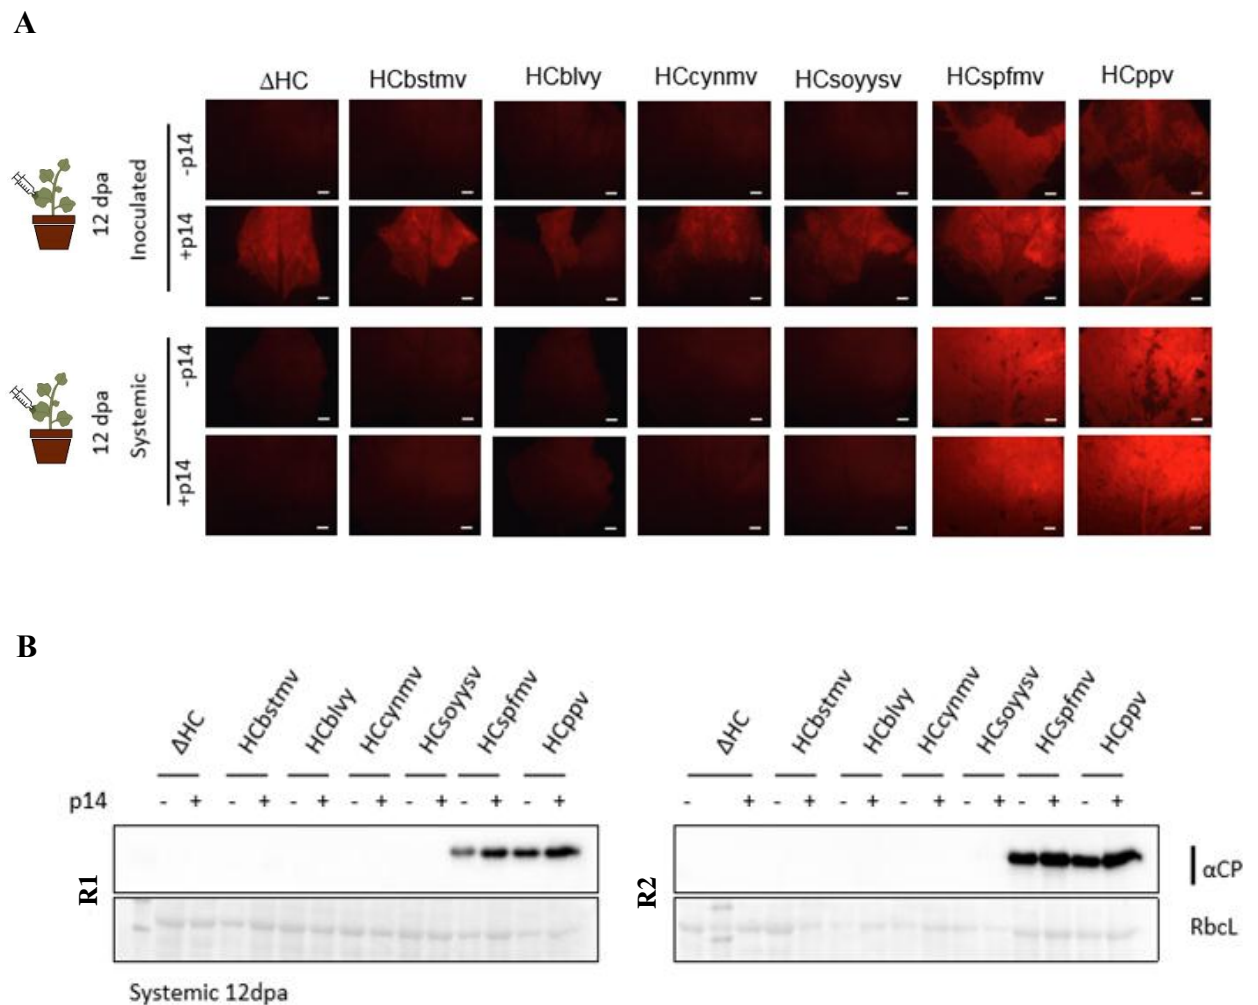 A
ΔHC HCbstmv HCblvy HCcynmv HCsoyysv HCspfmv HCppv
12 dpa
Inoculated
-p14
+p14
12 dpa
Systemic
-p14
+p14
B
ΔHC HCbstmv HCblvy HCcynmv HCsoyysv HCspfmv HCppv
p14 - + - + - + - + - + - + - +
R1
Systemic 12dpa
ΔHC HCbstmv HCblvy HCcynmv HCsoyysv HCspfmv HCppv
- + - + - + - + - + - + - +
R2
αCP
RbcL